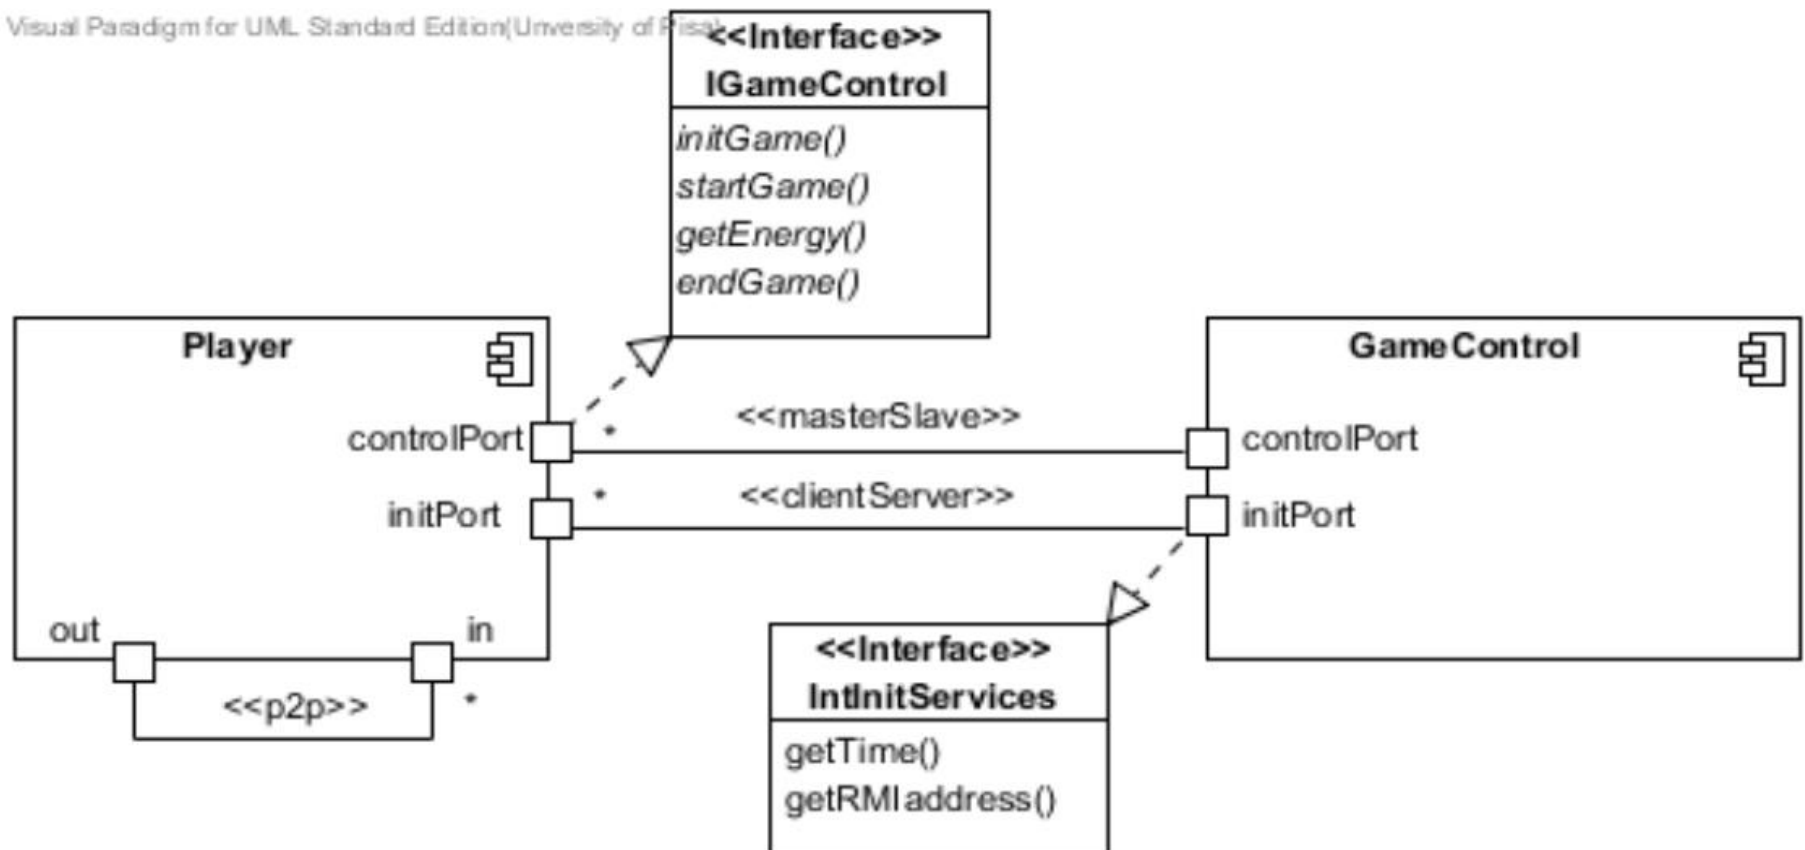 Visual Paradigm for UML Standard Edition(Unversity of Pisa)
<<Interface>>
IGameControl
initGame()
startGame()
getEnergy()
endGame()
Player
GameControl
<<masterSlave>>
controlPort
*
controlPort
<<clientServer>>
initPort
*
initPort
out
in
<<p2p>>
*
<<Interface>>
IntInitServices
getTime()
getRMIaddress()